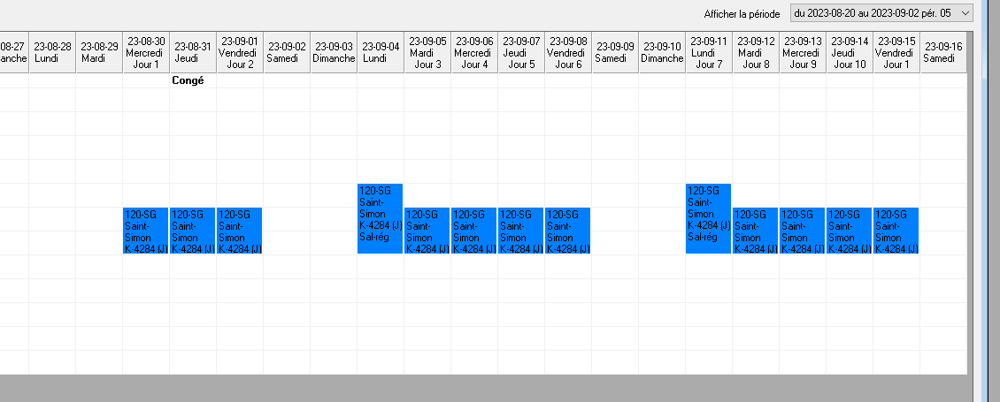 Afficher la période du 2023-08-20 au 2023-09-02 pér. 05
08-27 23-08-28 23-08-29 23-08-30 23-08-31 23-09-01 23-09-02 23-09-03 23-09-04 23-09-05 23-09-06 23-09-07 23-09-08 23-09-09 23-09-10 23-09-11 23-09-12 23-09-13 23-09-14 23-09-15 23-09-16
anche Lundi Mardi Mercredi Jeudi Vendredi Samedi Dimanche Lundi Mardi Mercredi Jeudi Vendredi Samedi Dimanche Lundi Mardi Mercredi Jeudi Vendredi Samedi
Jour 1 Jour 2 Jour 3 Jour 4 Jour 5 Jour 6 Jour 7 Jour 8 Jour 9 Jour 10 Jour 1
Congé
120-SG
Saint-
Simon
K-4284 (J)
120-SG
Saint-
Simon
K-4284 (J)
120-SG
Saint-
Simon
K-4284 (J)
120-SG
Saint-
Simon
K-4284 (J)
Sal-rég
120-SG
Saint-
Simon
K-4284 (J)
120-SG
Saint-
Simon
K-4284 (J)
120-SG
Saint-
Simon
K-4284 (J)
120-SG
Saint-
Simon
K-4284 (J)
120-SG
Saint-
Simon
K-4284 (J)
Sal-rég
120-SG
Saint-
Simon
K-4284 (J)
120-SG
Saint-
Simon
K-4284 (J)
120-SG
Saint-
Simon
K-4284 (J)
120-SG
Saint-
Simon
K-4284 (J)